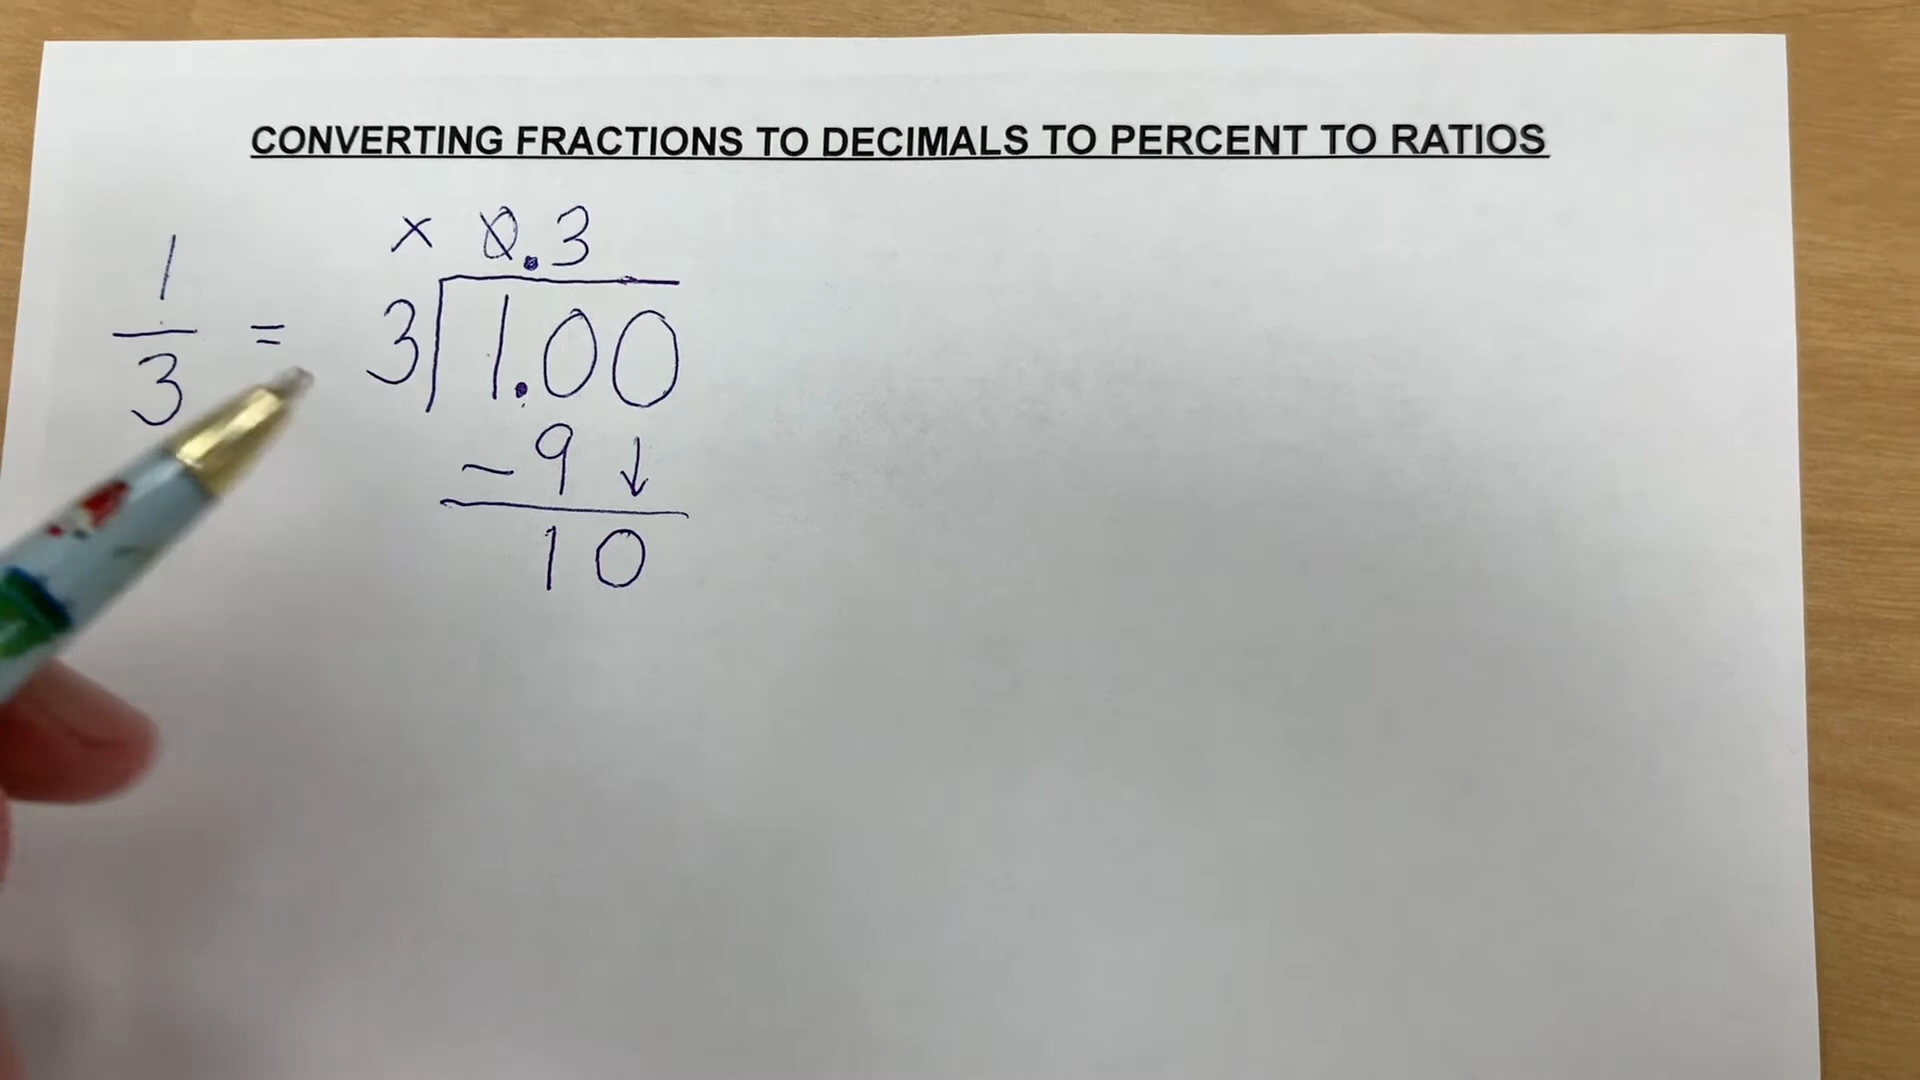 CONVERTING FRACTIONS TO DECIMALS TO PERCENT TO RATIOS
× 0.3
1/3 = 3⟌1.00
- 9 ↓
10